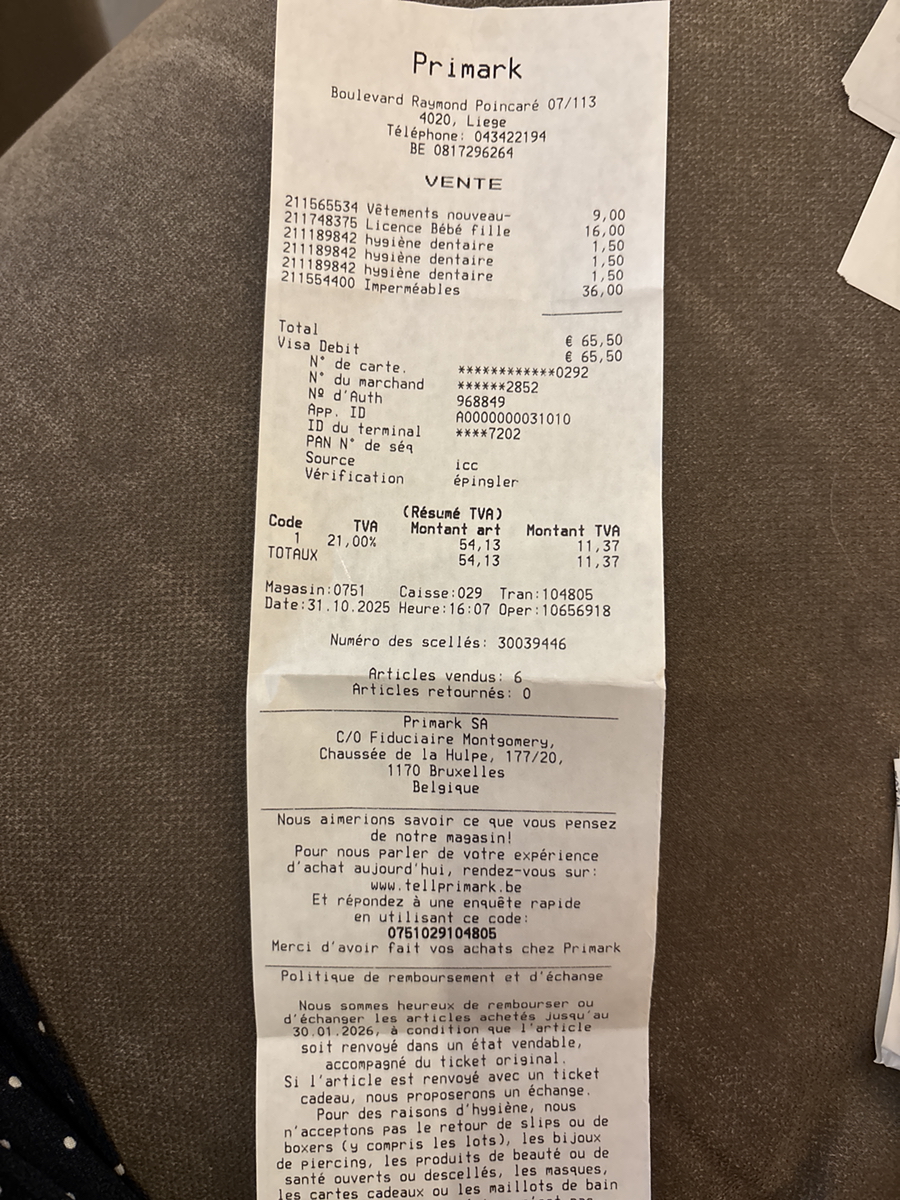 Primark
Boulevard Raymond Poincaré 07/113
4020, Liege
Téléphone: 043422194
BE 0817296264
VENTE
211565534 Vêtements nouveau- 9,00
211748375 Licence Bébé fille 16,00
211189842 hygiène dentaire 1,50
211189842 hygiène dentaire 1,50
211189842 hygiène dentaire 1,50
211554400 Imperméables 36,00
Total € 65,50
Visa Debit € 65,50
N° de carte. ************0292
N° du marchand ******2852
Nº d'Auth 968849
App. ID A0000000031010
ID du terminal ****7202
PAN N° de séq
Source icc
Vérification épingler
(Résumé TVA)
Code TVA Montant art Montant TVA
1 21,00% 54,13 11,37
TOTAUX 54,13 11,37
Magasin:0751 Caisse:029 Tran:104805
Date:31.10.2025 Heure:16:07 Oper:10656918
Numéro des scellés: 30039446
Articles vendus: 6
Articles retournés: 0
Primark SA
C/O Fiduciaire Montgomery,
Chaussée de la Hulpe, 177/20,
1170 Bruxelles
Belgique
Nous aimerions savoir ce que vous pensez
de notre magasin!
Pour nous parler de votre expérience
d'achat aujourd'hui, rendez-vous sur:
www.tellprimark.be
Et répondez à une enquête rapide
en utilisant ce code:
0751029104805
Merci d'avoir fait vos achats chez Primark
Politique de remboursement et d'échange
Nous sommes heureux de rembourser ou
d'échanger les articles achetés jusqu'au
30.01.2026, à condition que l'article
soit renvoyé dans un état vendable,
accompagné du ticket original.
Si l'article est renvoyé avec un ticket
cadeau, nous proposerons un échange.
Pour des raisons d'hygiène, nous
n'acceptons pas le retour de slips ou de
boxers (y compris les lots), les bijoux
de piercing, les produits de beauté ou de
santé ouverts ou descellés, les masques,
les cartes cadeaux ou les maillots de bain